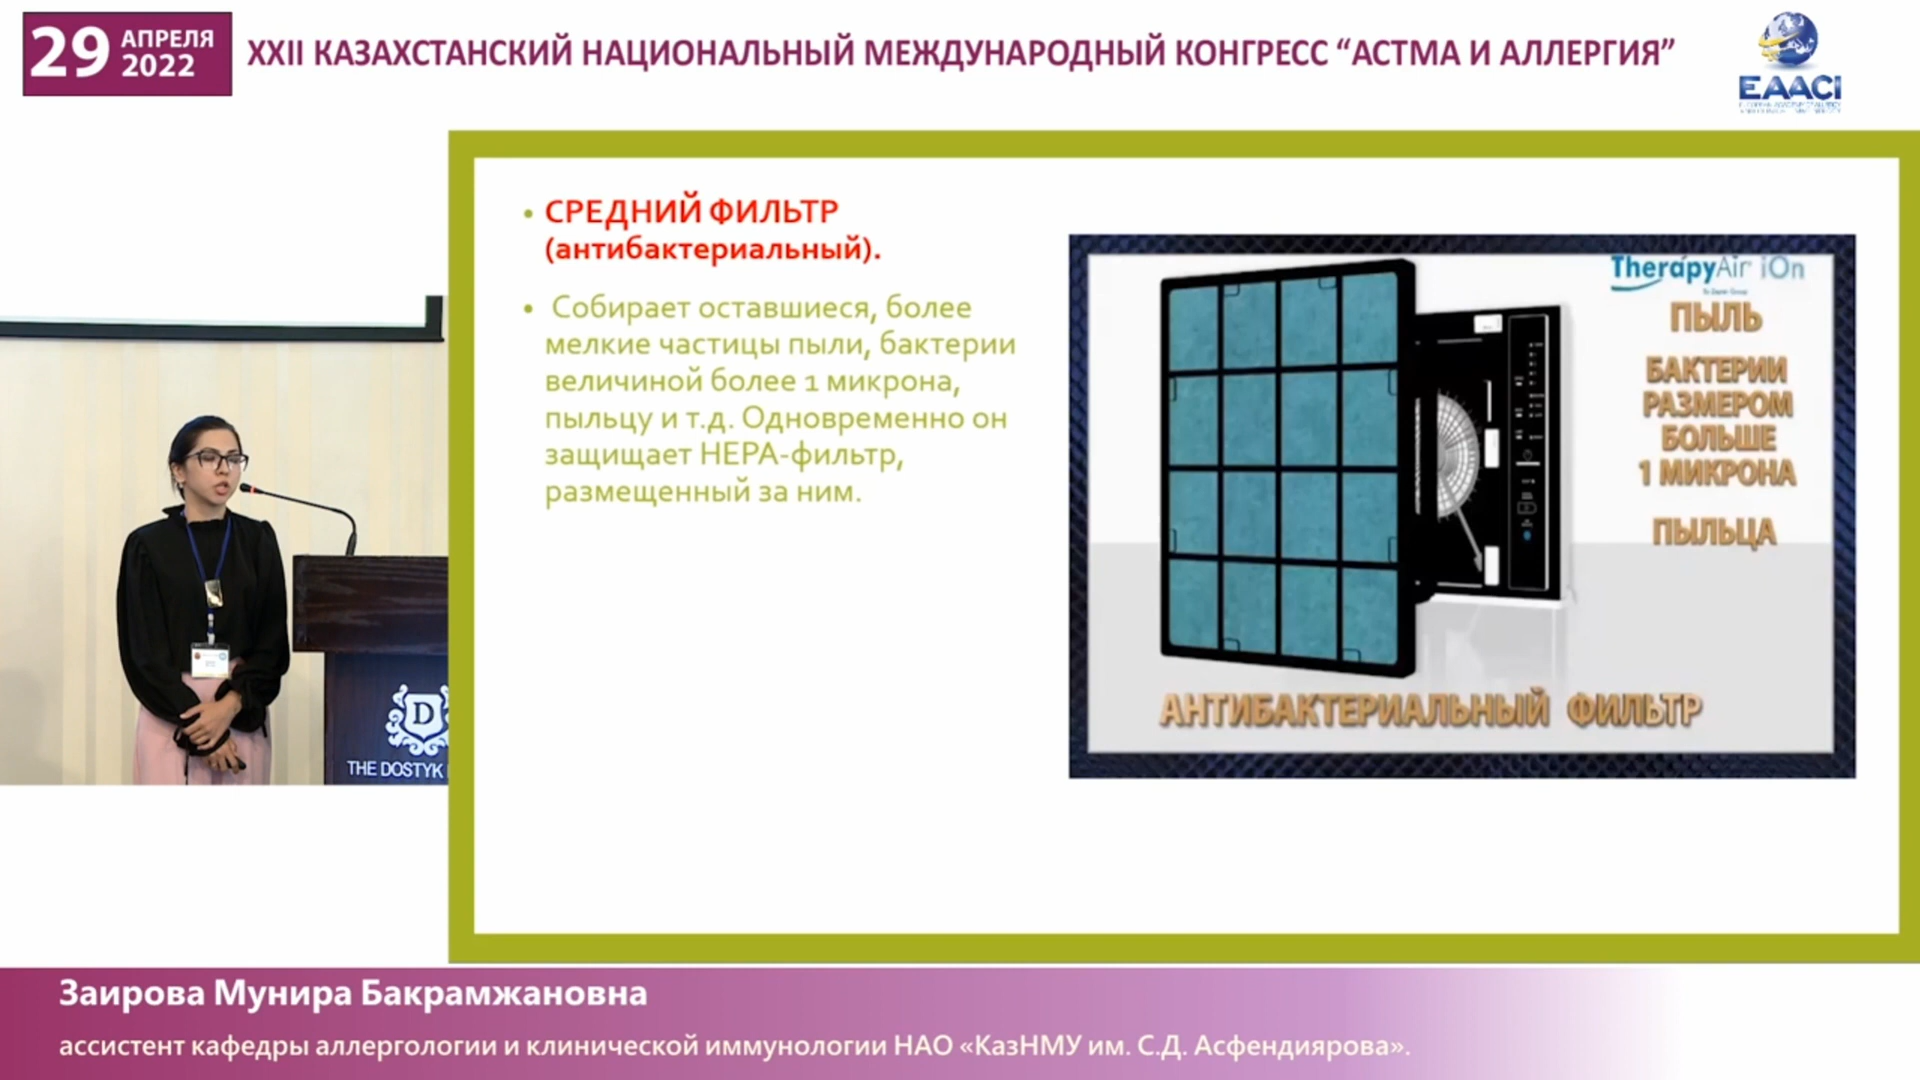 29 АПРЕЛЯ
2022
XXII КАЗАХСТАНСКИЙ НАЦИОНАЛЬНЫЙ МЕЖДУНАРОДНЫЙ КОНГРЕСС “АСТМА И АЛЛЕРГИЯ”
EAACI
• СРЕДНИЙ ФИЛЬТР
(антибактериальный).
• Собирает оставшиеся, более
мелкие частицы пыли, бактерии
величиной более 1 микрона,
пыльцу и т.д. Одновременно он
защищает HEPA-фильтр,
размещенный за ним.
TherapyAir iOn
ПЫЛЬ
БАКТЕРИИ
РАЗМЕРОМ
БОЛЬШЕ
1 МИКРОНА
ПЫЛЬЦА
АНТИБАКТЕРИАЛЬНЫЙ ФИЛЬТР
D
THE DOSTYK
Заирова Мунира Бакрамжановна
ассистент кафедры аллергологии и клинической иммунологии НАО «КазНМУ им. С.Д. Асфендиярова».